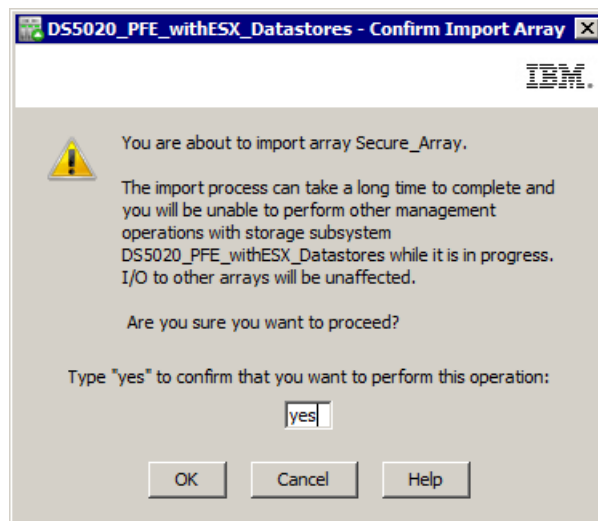 DS5020_PFE_withESX_Datastores - Confirm Import Array
IBM.
You are about to import array Secure_Array.
The import process can take a long time to complete and
you will be unable to perform other management
operations with storage subsystem
DS5020_PFE_withESX_Datastores while it is in progress.
I/O to other arrays will be unaffected.
Are you sure you want to proceed?
Type "yes" to confirm that you want to perform this operation:
yes
OK Cancel Help